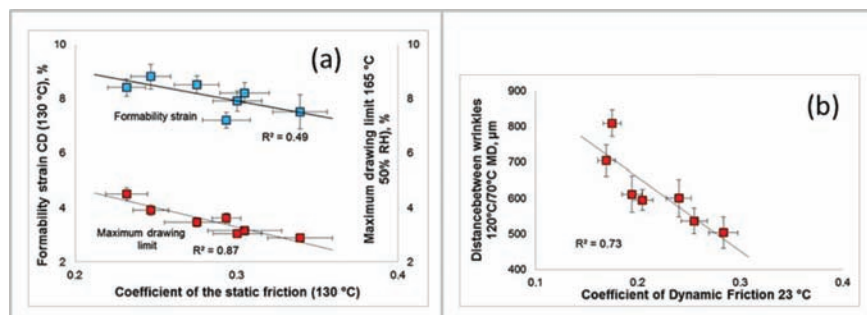 (a)
Formability strain CD (130 °C), %
10
8
6
4
2
Formability strain
R² = 0.49
Maximum drawing
limit
R² = 0.87
0.2
0.3
0.4
Coefficient of the static friction (130 °C)
10
8
6
4
2
Maximum drawing limit 165 °C
50% RH), %
(b)
Distancebetween wrinkles
120°C/70°C MD, µm
900
800
700
600
500
400
R² = 0.73
0.1
0.2
0.3
0.4
Coefficient of Dynamic Friction 23 °C